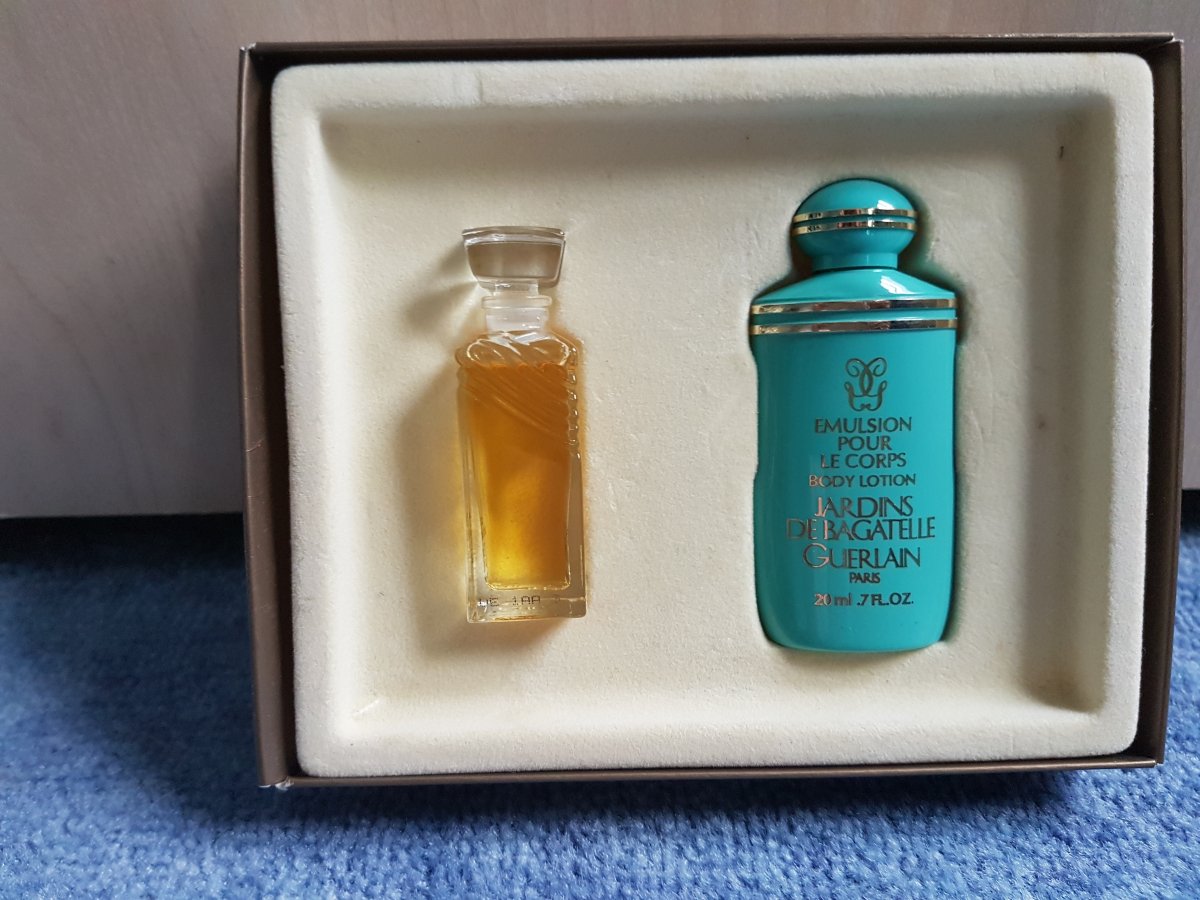 EMULSION
POUR
LE CORPS
BODY LOTION
JARDINS
DE BAGATELLE
GUERLAIN
PARIS
20 ml .7 FL.OZ.